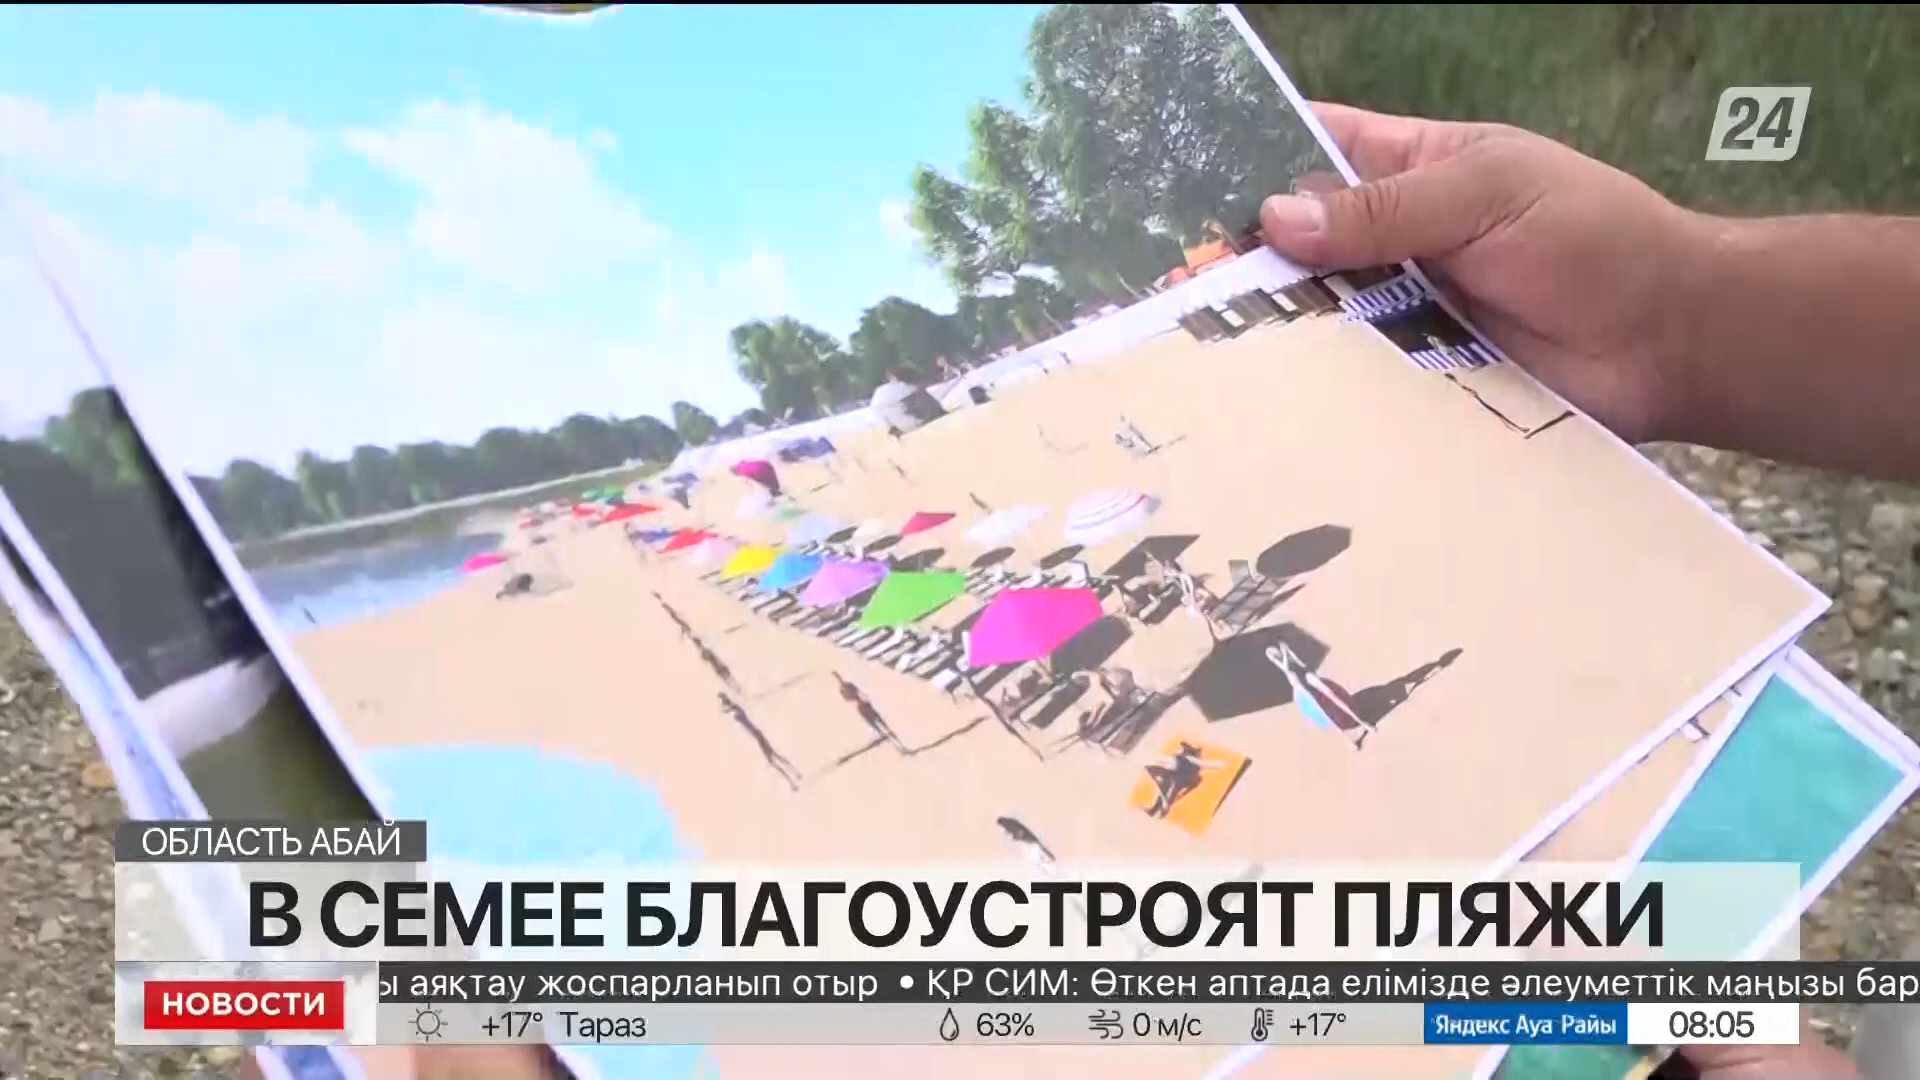 24
ОБЛАСТЬ АБАЙ
В СЕМЕЕ БЛАГОУСТРОЯТ ПЛЯЖИ
НОВОСТИ
ы аяқтау жоспарланып отыр • ҚР СИМ: Өткен аптада елімізде әлеуметтік маңызы бар
+17° Тараз 63% 0 м/с +17° Яндекс Ауа Райы 08:05